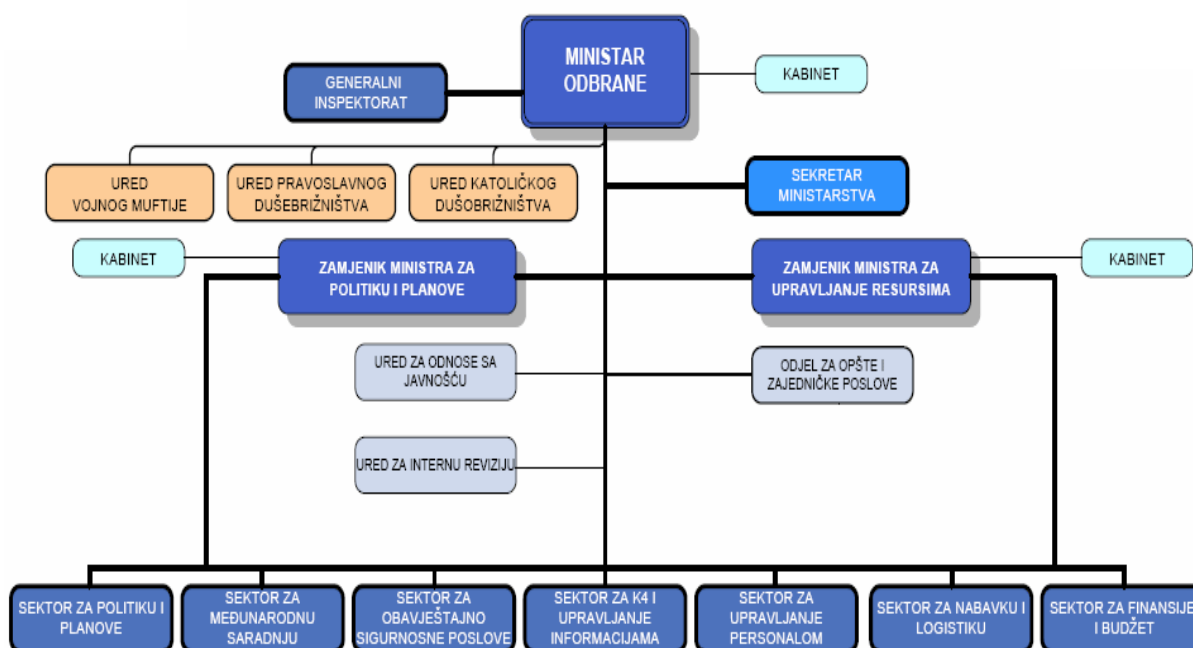 MINISTAR
ODBRANE
KABINET
GENERALNI
INSPEKTORAT
URED
VOJNOG MUFTIJE
URED PRAVOSLAVNOG
DUŠEBRIŽNIŠTVA
URED KATOLIČKOG
DUŠOBRIŽNIŠTVA
SEKRETAR
MINISTARSTVA
KABINET
ZAMJENIK MINISTRA ZA
POLITIKU I PLANOVE
ZAMJENIK MINISTRA ZA
UPRAVLJANJE RESURSIMA
KABINET
URED ZA ODNOSE SA
JAVNOŠĆU
ODJEL ZA OPŠTE I
ZAJEDNIČKE POSLOVE
URED ZA INTERNU REVIZIJU
SEKTOR ZA POLITIKU I
PLANOVE
SEKTOR ZA
MEĐUNARODNU
SARADNJU
SEKTOR ZA
OBAVJEŠTAJNO
SIGURNOSNE POSLOVE
SEKTOR ZA K4 I
UPRAVLJANJE
INFORMACIJAMA
SEKTOR ZA
UPRAVLJANJE
PERSONALOM
SEKTOR ZA NABAVKU I
LOGISTIKU
SEKTOR ZA FINANSIJE
I BUDŽET